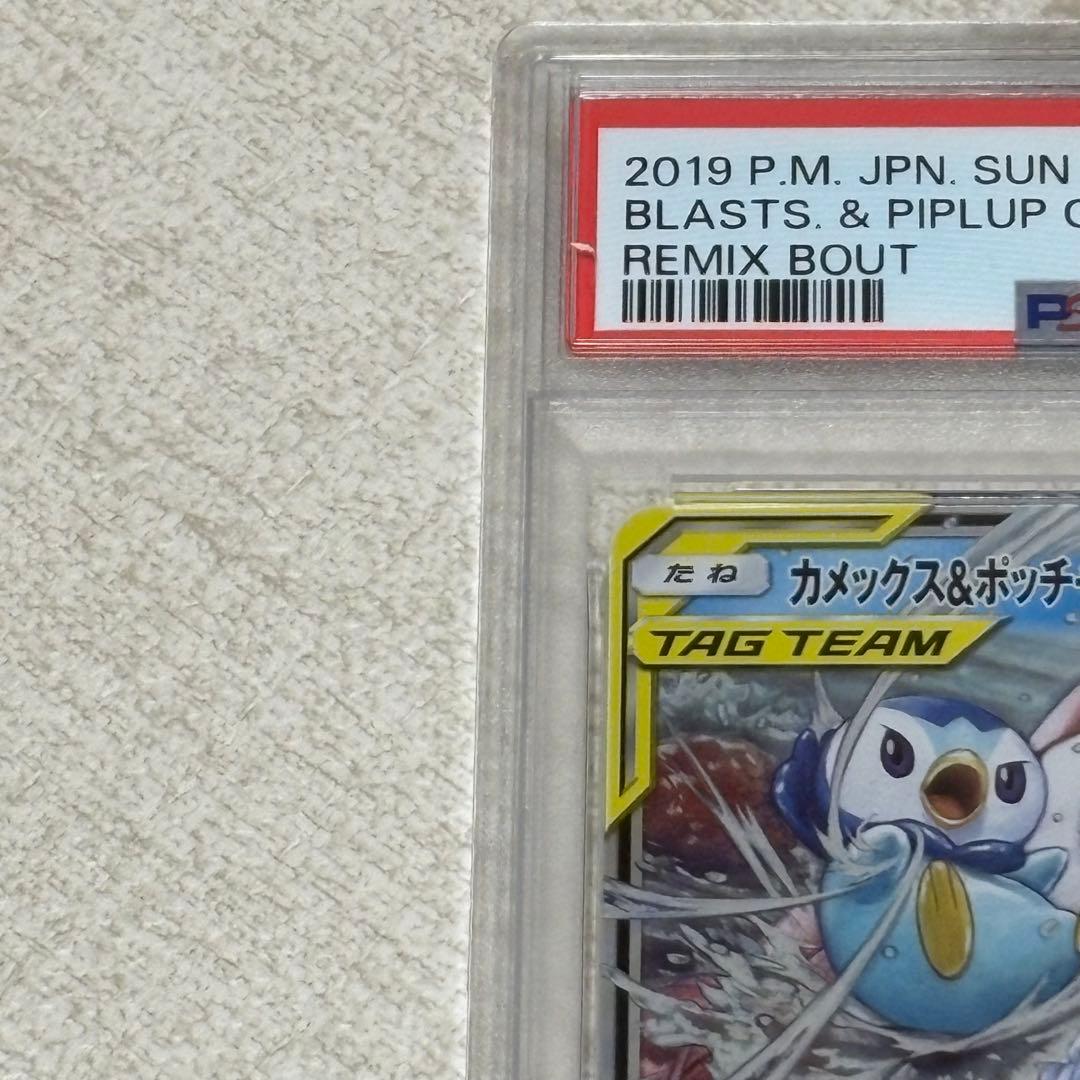 2019 P.M. JPN. SUN
BLASTS. & PIPLUP
REMIX BOUT
たね
カメックス&ポッチ
TAG TEAM